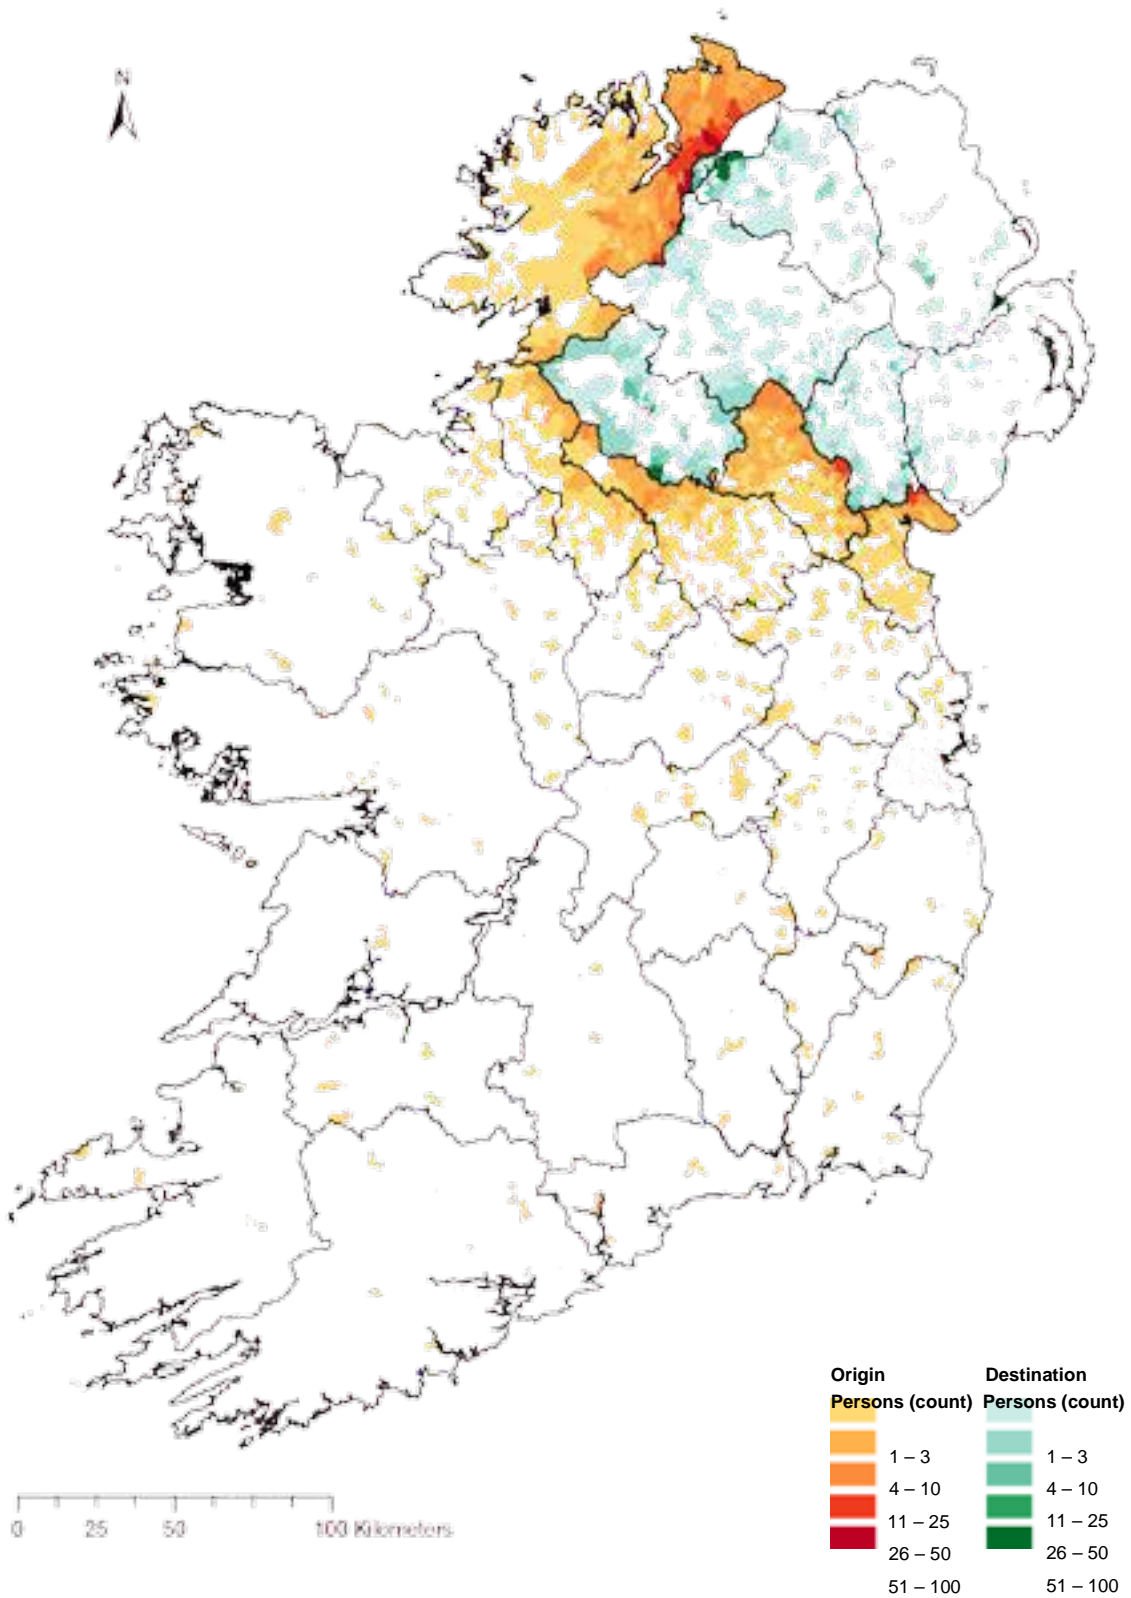 N
Origin Destination
Persons (count) Persons (count)
1 – 3 1 – 3
4 – 10 4 – 10
11 – 25 11 – 25
26 – 50 26 – 50
51 – 100 51 – 100
0 25 50 100 Kilometers